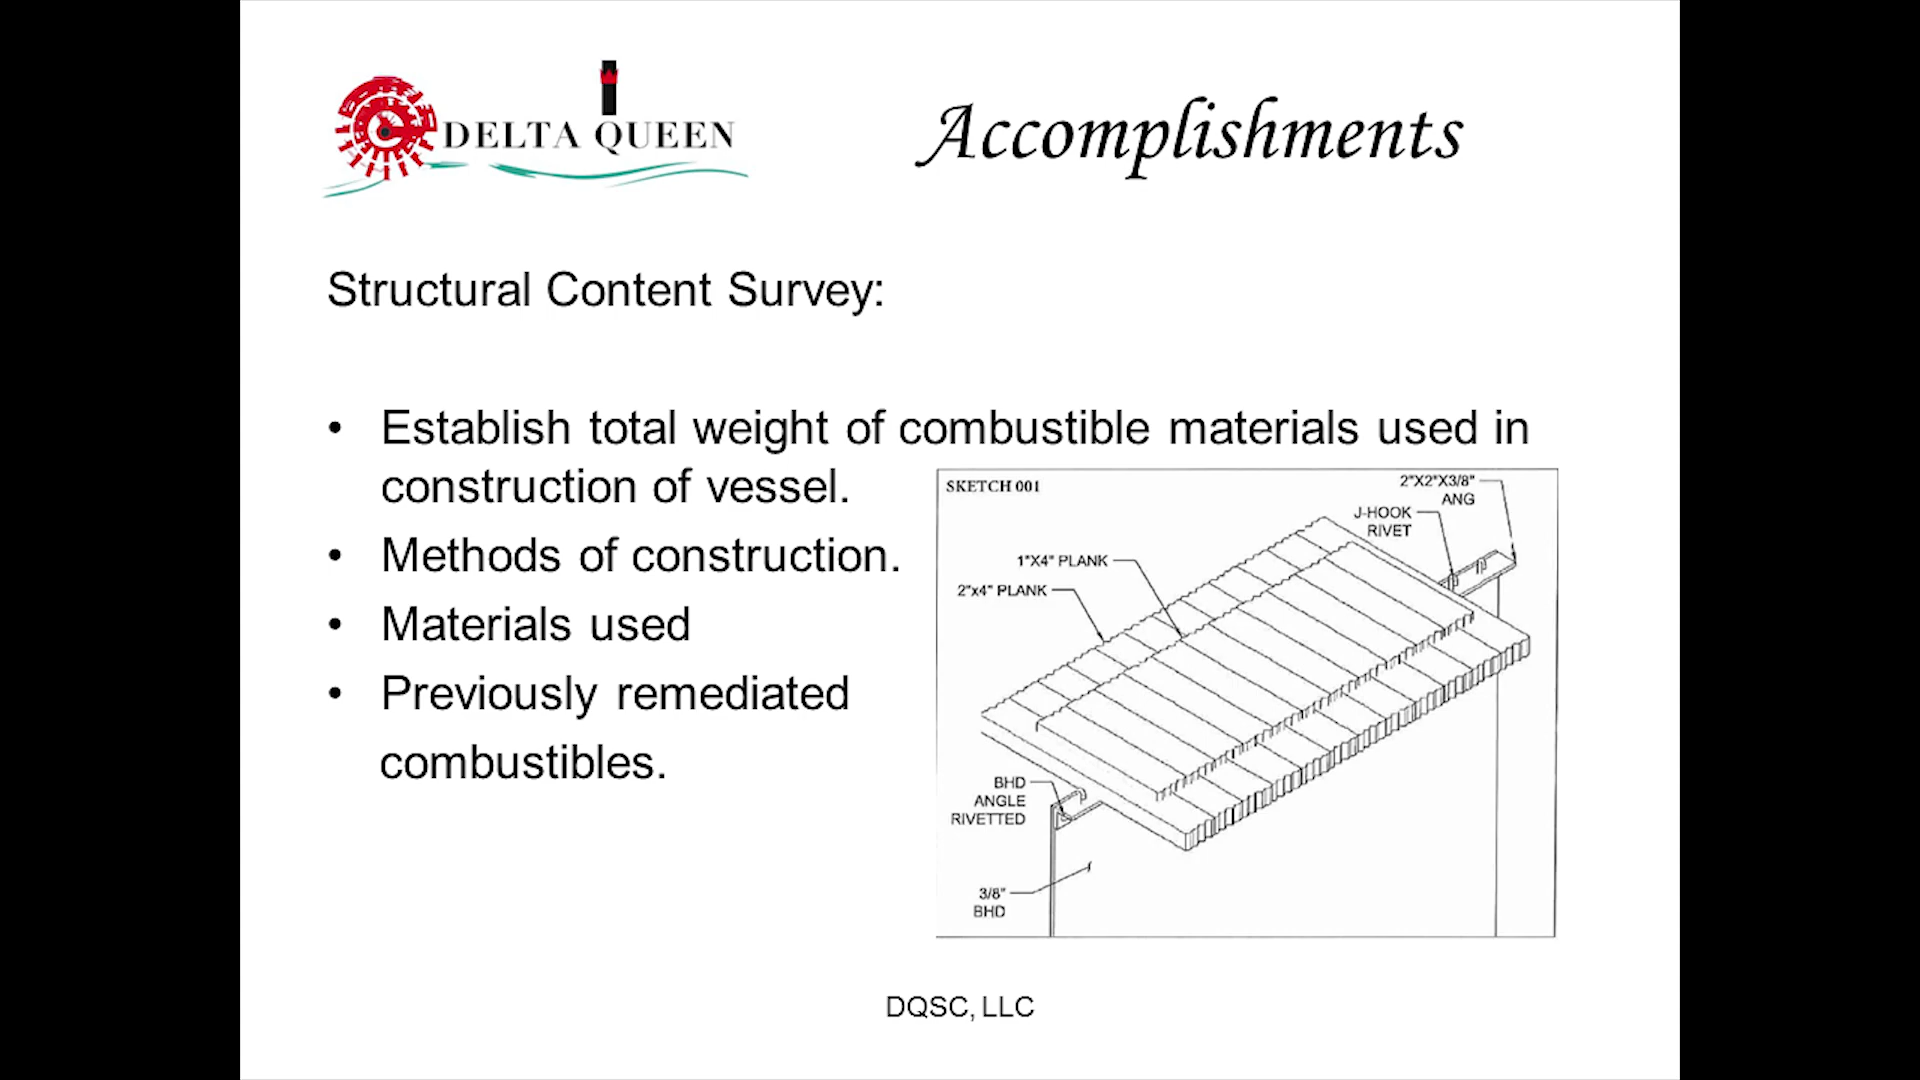 DELTA QUEEN
Accomplishments
Structural Content Survey:
• Establish total weight of combustible materials used in
construction of vessel.
• Methods of construction.
• Materials used
• Previously remediated
combustibles.
SKETCH 001
2"X2"X3/8"
ANG
J-HOOK
RIVET
1"X4" PLANK
2"x4" PLANK
BHD
ANGLE
RIVETTED
3/8"
BHD
DQSC, LLC